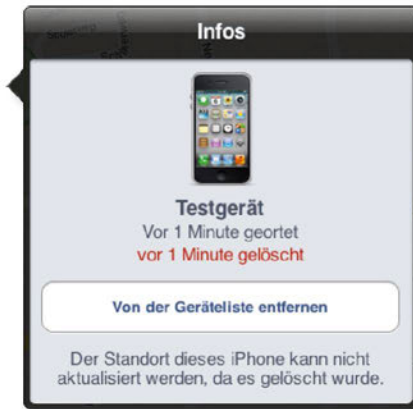 Infos
Testgerät
Vor 1 Minute geortet
vor 1 Minute gelöscht
Von der Geräteliste entfernen
Der Standort dieses iPhone kann nicht
aktualisiert werden, da es gelöscht wurde.